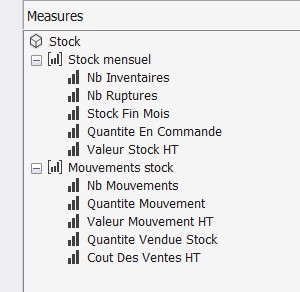 Measures
Stock
Stock mensuel
Nb Inventaires
Nb Ruptures
Stock Fin Mois
Quantite En Commande
Valeur Stock HT
Mouvements stock
Nb Mouvements
Quantite Mouvement
Valeur Mouvement HT
Quantite Vendue Stock
Cout Des Ventes HT